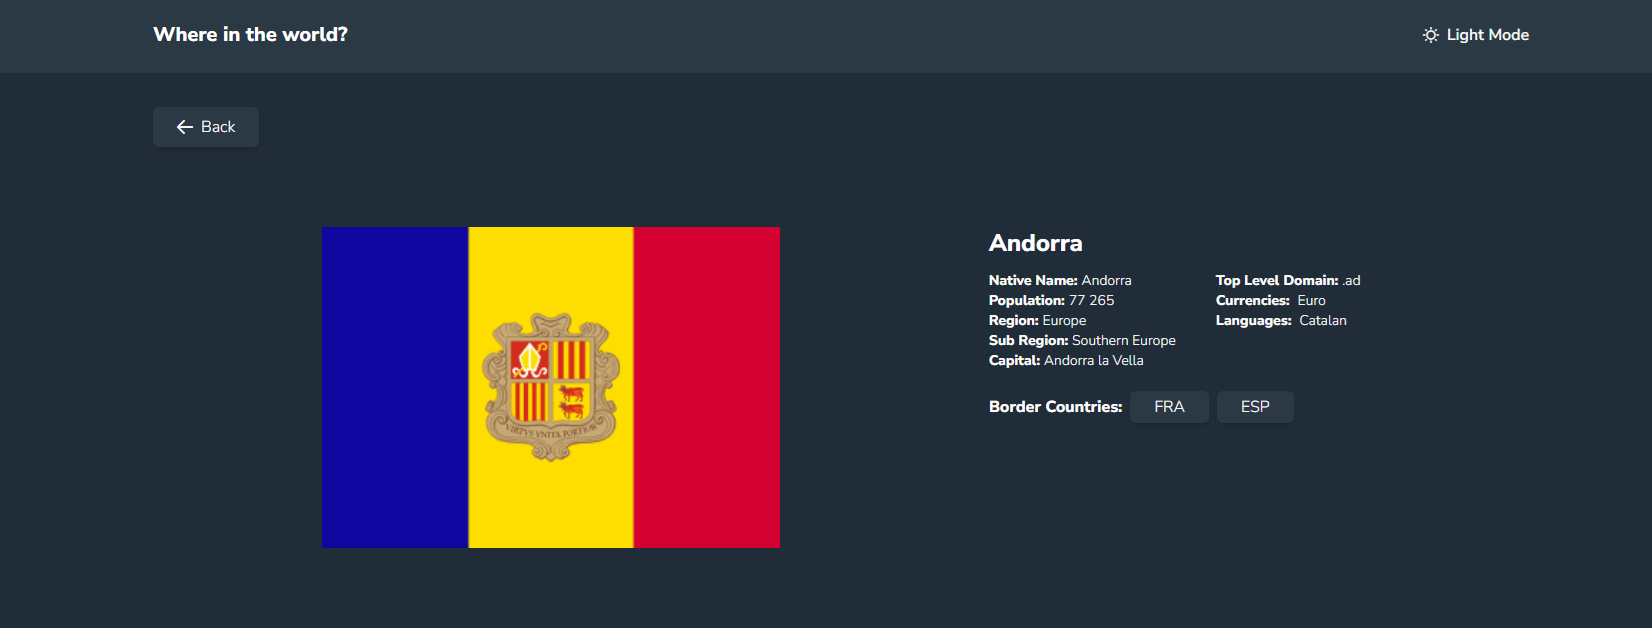 Where in the world?
Light Mode
Back
Andorra
Native Name: Andorra
Population: 77 265
Region: Europe
Sub Region: Southern Europe
Capital: Andorra la Vella
Top Level Domain: .ad
Currencies: Euro
Languages: Catalan
Border Countries: FRA ESP
VIRTVS VNITA FORTIOR